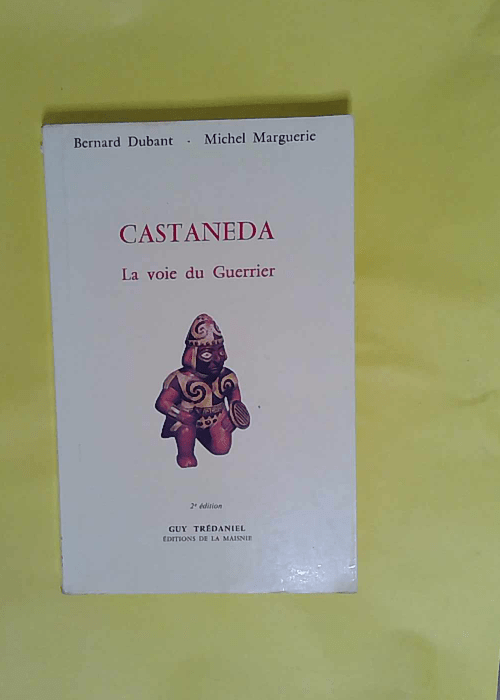 Bernard Dubant · Michel Marguerie
CASTANEDA
La voie du Guerrier
2e édition
GUY TRÉDANIEL
ÉDITIONS DE LA MAISNIE